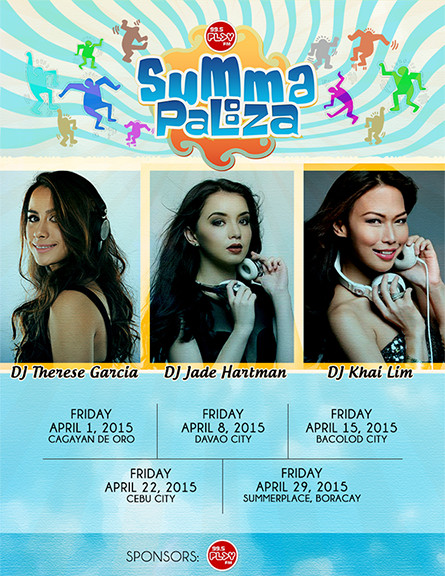 99.5
PLAY
FM
Summa
PaLooza
DJ Therese Garcia
DJ Jade Hartman
DJ Khai Lim
FRIDAY
APRIL 1, 2015
CAGAYAN DE ORO
FRIDAY
APRIL 8, 2015
DAVAO CITY
FRIDAY
APRIL 15, 2015
BACOLOD CITY
FRIDAY
APRIL 22, 2015
CEBU CITY
FRIDAY
APRIL 29, 2015
SUMMERPLACE, BORACAY
SPONSORS:
99.5
PLAY
FM